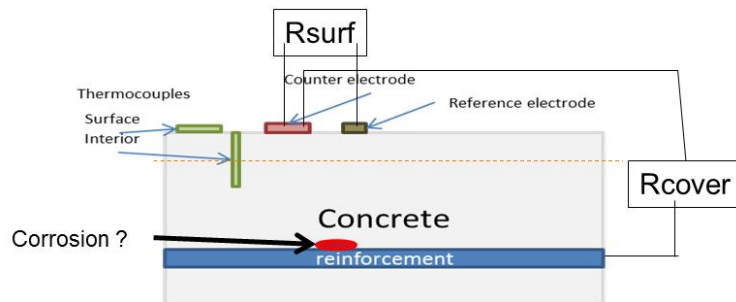 Rsurf
Counter electrode
Thermocouples
Reference electrode
Surface
Interior
Rcover
Concrete
Corrosion ?
reinforcement